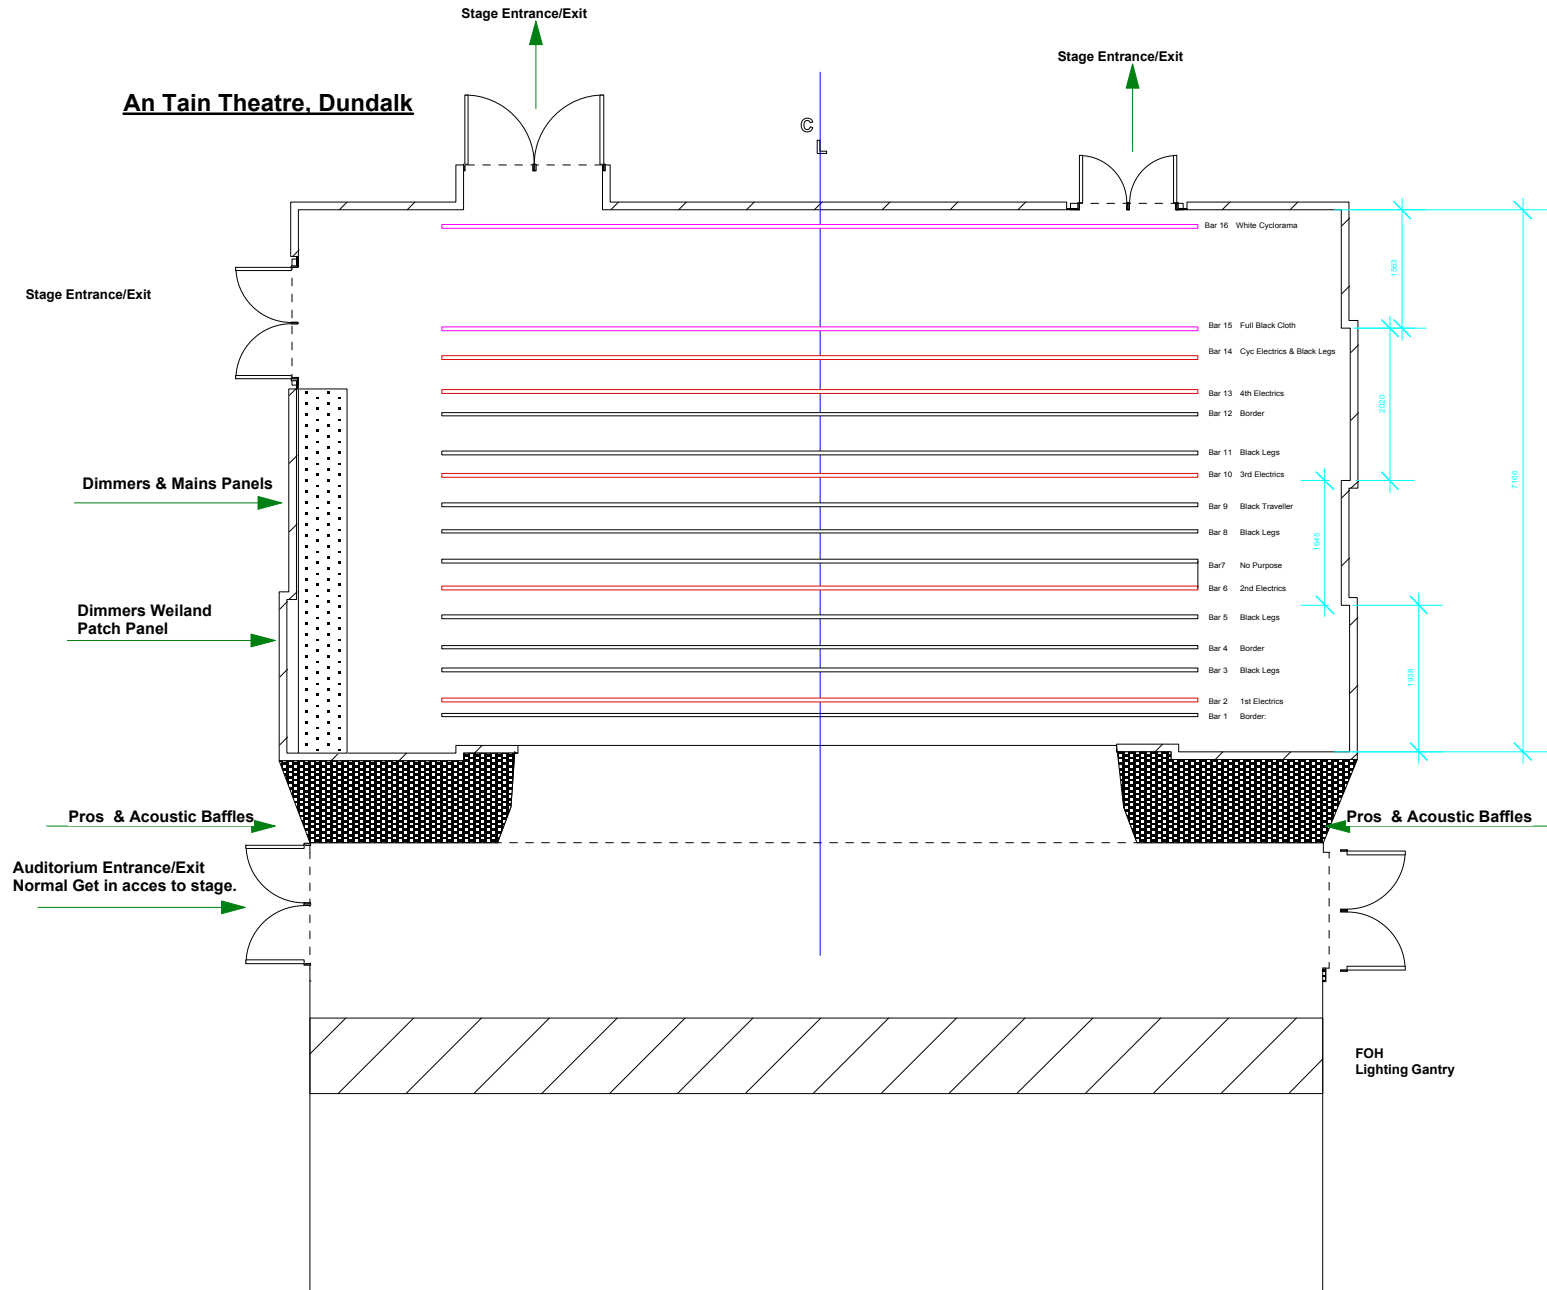 Stage Entrance/Exit
Stage Entrance/Exit
An Tain Theatre, Dundalk
C
L
Bar 16 White Cyclorama
1563
Stage Entrance/Exit
Bar 15 Full Black Cloth
Bar 14 Cyc Electrics & Black Legs
Bar 13 4th Electrics
2020
Bar 12 Border
Bar 11 Black Legs
Bar 10 3rd Electrics
Dimmers & Mains Panels
7166
Bar 9 Black Traveller
Bar 8 Black Legs
1645
Bar7 No Purpose
Bar 6 2nd Electrics
Dimmers Weiland
Patch Panel
Bar 5 Black Legs
Bar 4 Border
Bar 3 Black Legs
1938
Bar 2 1st Electrics
Bar 1 Border:
Pros & Acoustic Baffles
Pros & Acoustic Baffles
Auditorium Entrance/Exit
Normal Get in acces to stage.
FOH
Lighting Gantry